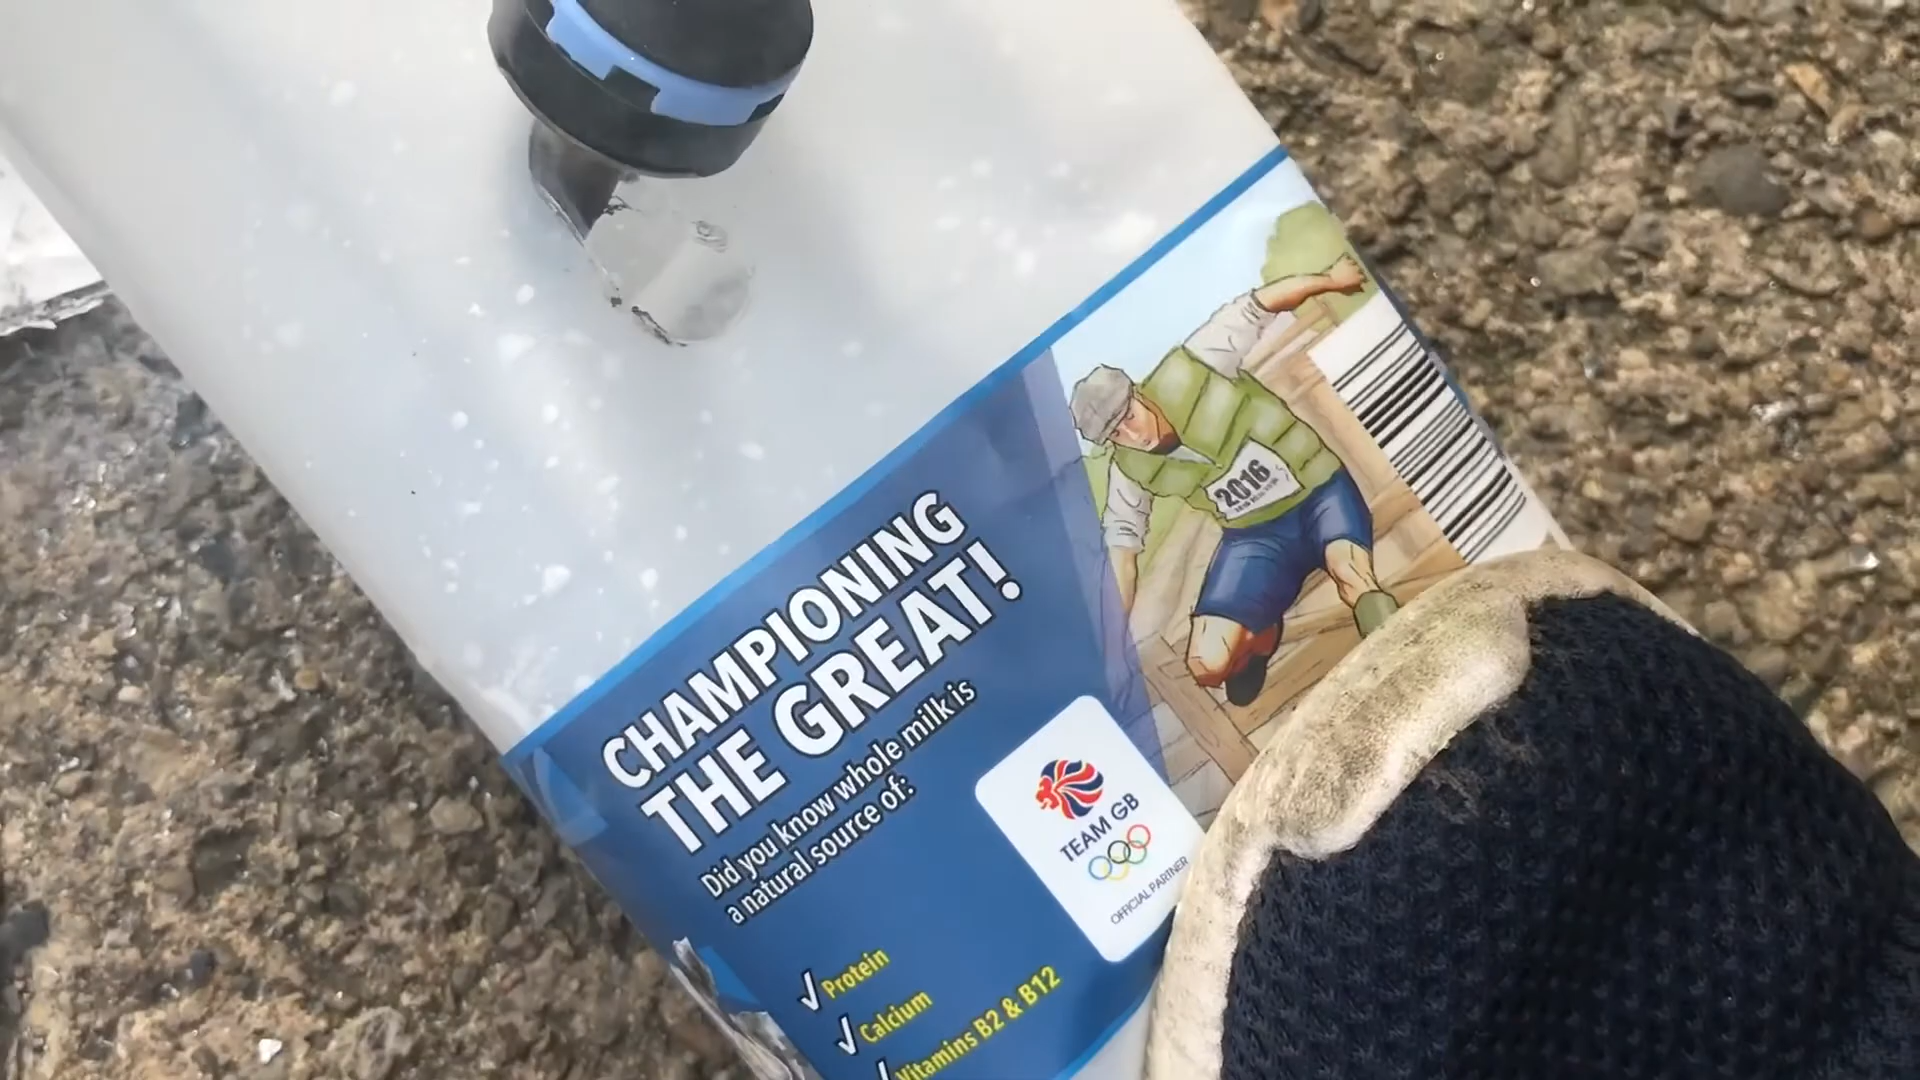 CHAMPIONING
THE GREAT!
Did you know whole milk is
a natural source of:
√ Protein
√ Calcium
√ Vitamins B2 & B12
2016
TEAM GB
OFFICIAL PARTNER